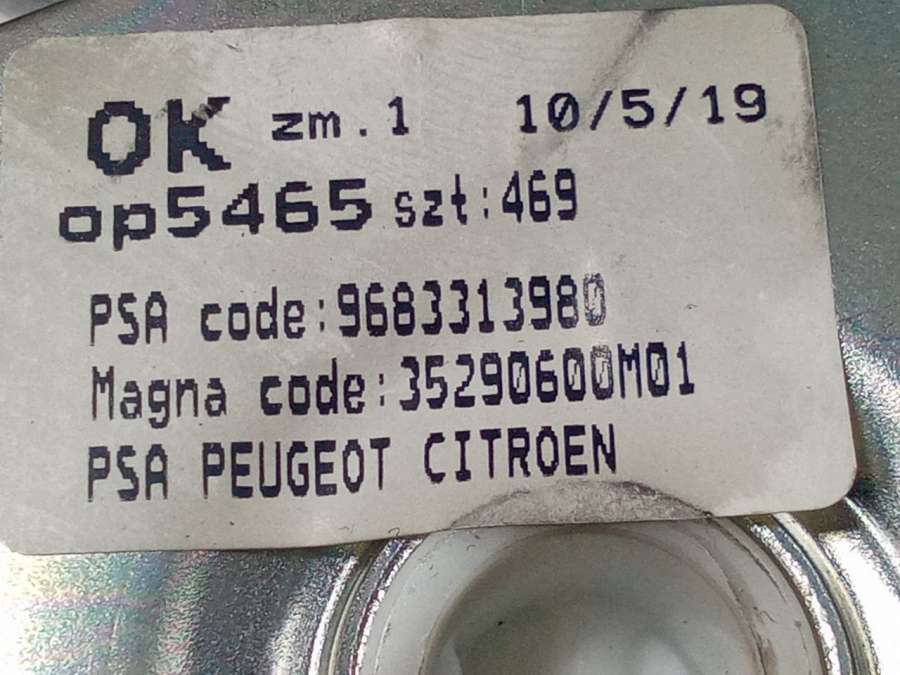 OK zm.1 10/5/19
op5465 szt:469
PSA code:9683313980
Magna code:35290600M01
PSA PEUGEOT CITROEN